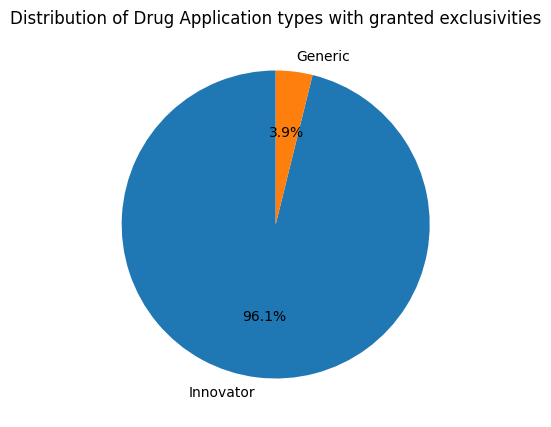 Distribution of Drug Application types with granted exclusivities
Generic
3.9%
96.1%
Innovator